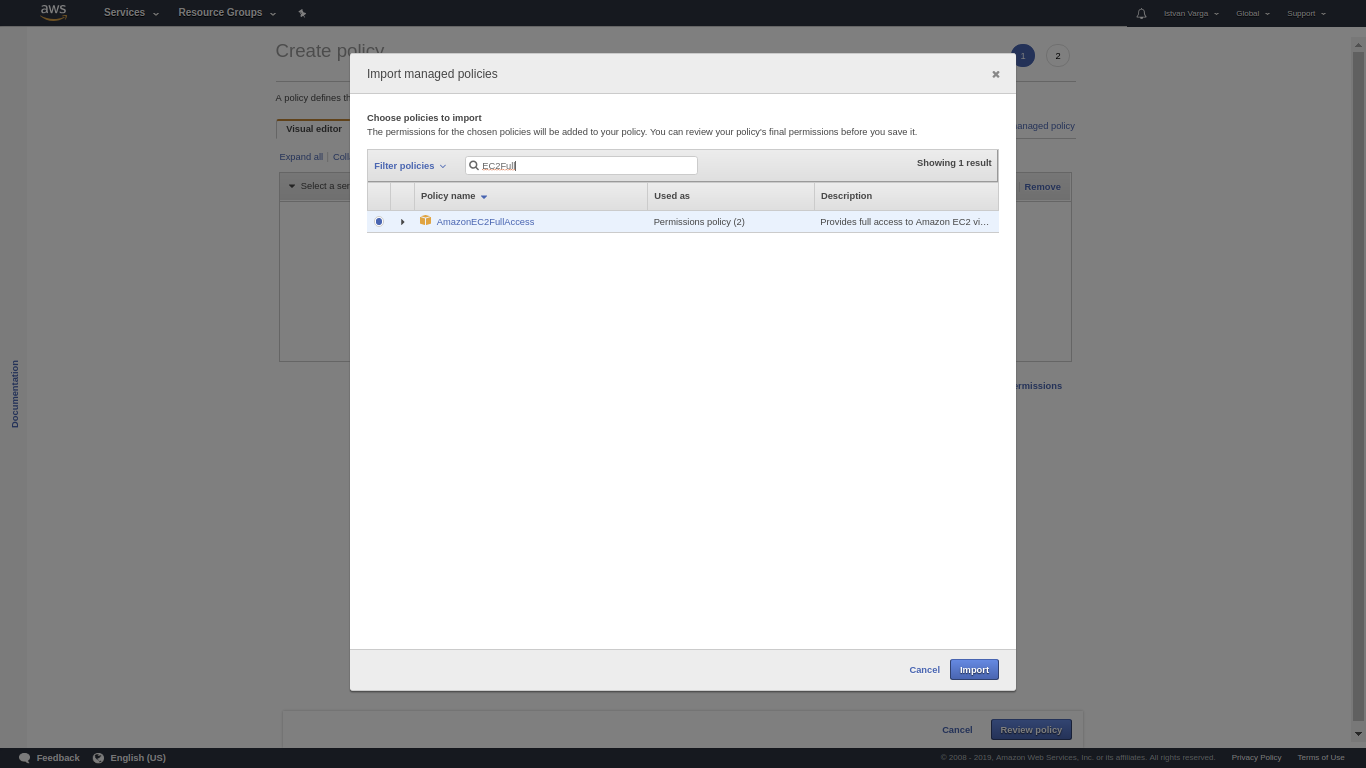 aws Services Resource Groups Istvan Varga Global Support
Create policy 1 2
Import managed policies
A policy defines th
Choose policies to import
The permissions for the chosen policies will be added to your policy. You can review your policy's final permissions before you save it.
Visual editor anaged policy
Expand all Colla
Filter policies EC2Full Showing 1 result
Select a ser Remove
Policy name Used as Description
AmazonEC2FullAccess Permissions policy (2) Provides full access to Amazon EC2 vi...
ermissions
Documentation
Cancel Import
Cancel Review policy
Feedback English (US) © 2008 - 2019, Amazon Web Services, Inc. or its affiliates. All rights reserved. Privacy Policy Terms of Use